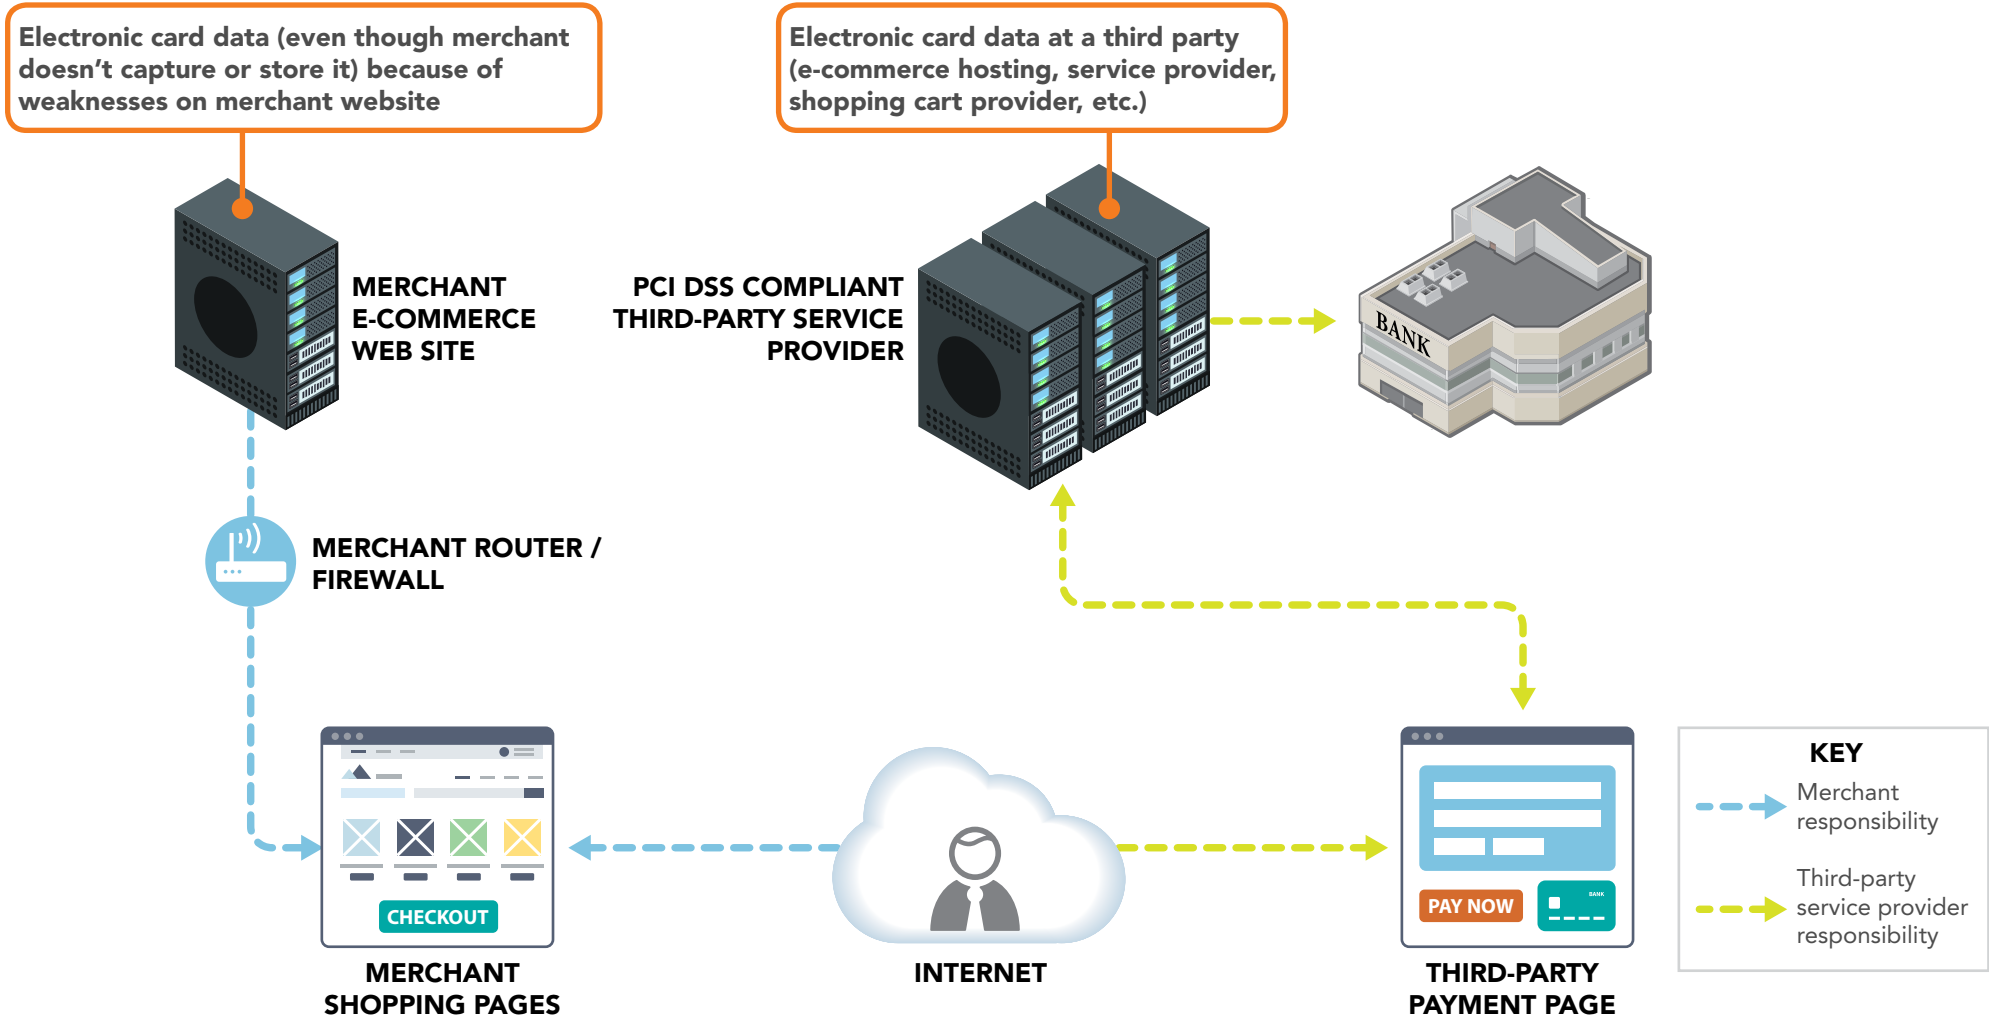 Electronic card data (even though merchant
doesn’t capture or store it) because of
weaknesses on merchant website
Electronic card data at a third party
(e-commerce hosting, service provider,
shopping cart provider, etc.)
MERCHANT
E-COMMERCE
WEB SITE
PCI DSS COMPLIANT
THIRD-PARTY SERVICE
PROVIDER
BANK
MERCHANT ROUTER /
FIREWALL
CHECKOUT
MERCHANT
SHOPPING PAGES
INTERNET
PAY NOW
BANK
THIRD-PARTY
PAYMENT PAGE
KEY
Merchant
responsibility
Third-party
service provider
responsibility